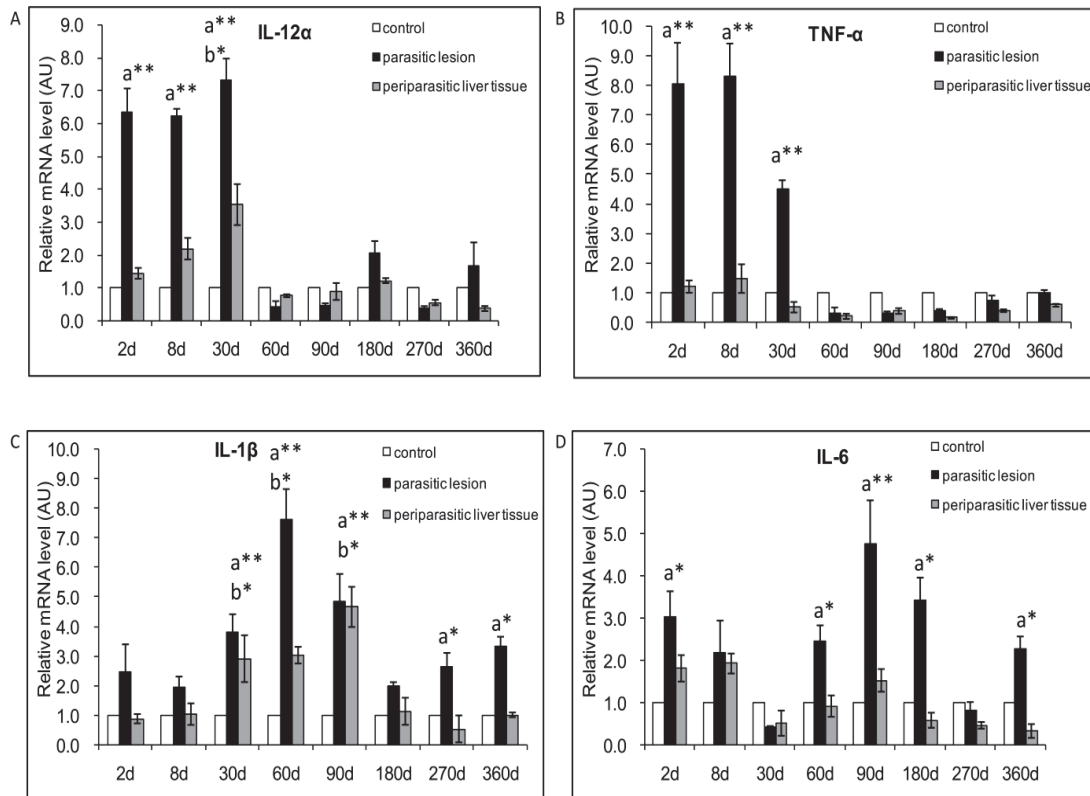 A
IL-12α
control
parasitic lesion
periparasitic liver tissue
Relative mRNA level (AU)
9.0
8.0
7.0
6.0
5.0
4.0
3.0
2.0
1.0
0.0
a**
a**
a**
b*
2d 8d 30d 60d 90d 180d 270d 360d
B
TNF-α
control
parasitic lesion
periparasitic liver tissue
Ralative mRNA level (AU)
10.0
9.0
8.0
7.0
6.0
5.0
4.0
3.0
2.0
1.0
0.0
a**
a**
a**
2d 8d 30d 60d 90d 180d 270d 360d
C
IL-1β
control
parasitic lesion
periparasitic liver tissue
Relative mRNA level (AU)
10.0
9.0
8.0
7.0
6.0
5.0
4.0
3.0
2.0
1.0
0.0
a**
b*
a**
b*
a**
b*
a*
a*
2d 8d 30d 60d 90d 180d 270d 360d
D
IL-6
control
parasitic lesion
periparasitic liver tissue
Relative mRNA level (AU)
7.0
6.0
5.0
4.0
3.0
2.0
1.0
0.0
a*
a*
a**
a*
a*
2d 8d 30d 60d 90d 180d 270d 360d